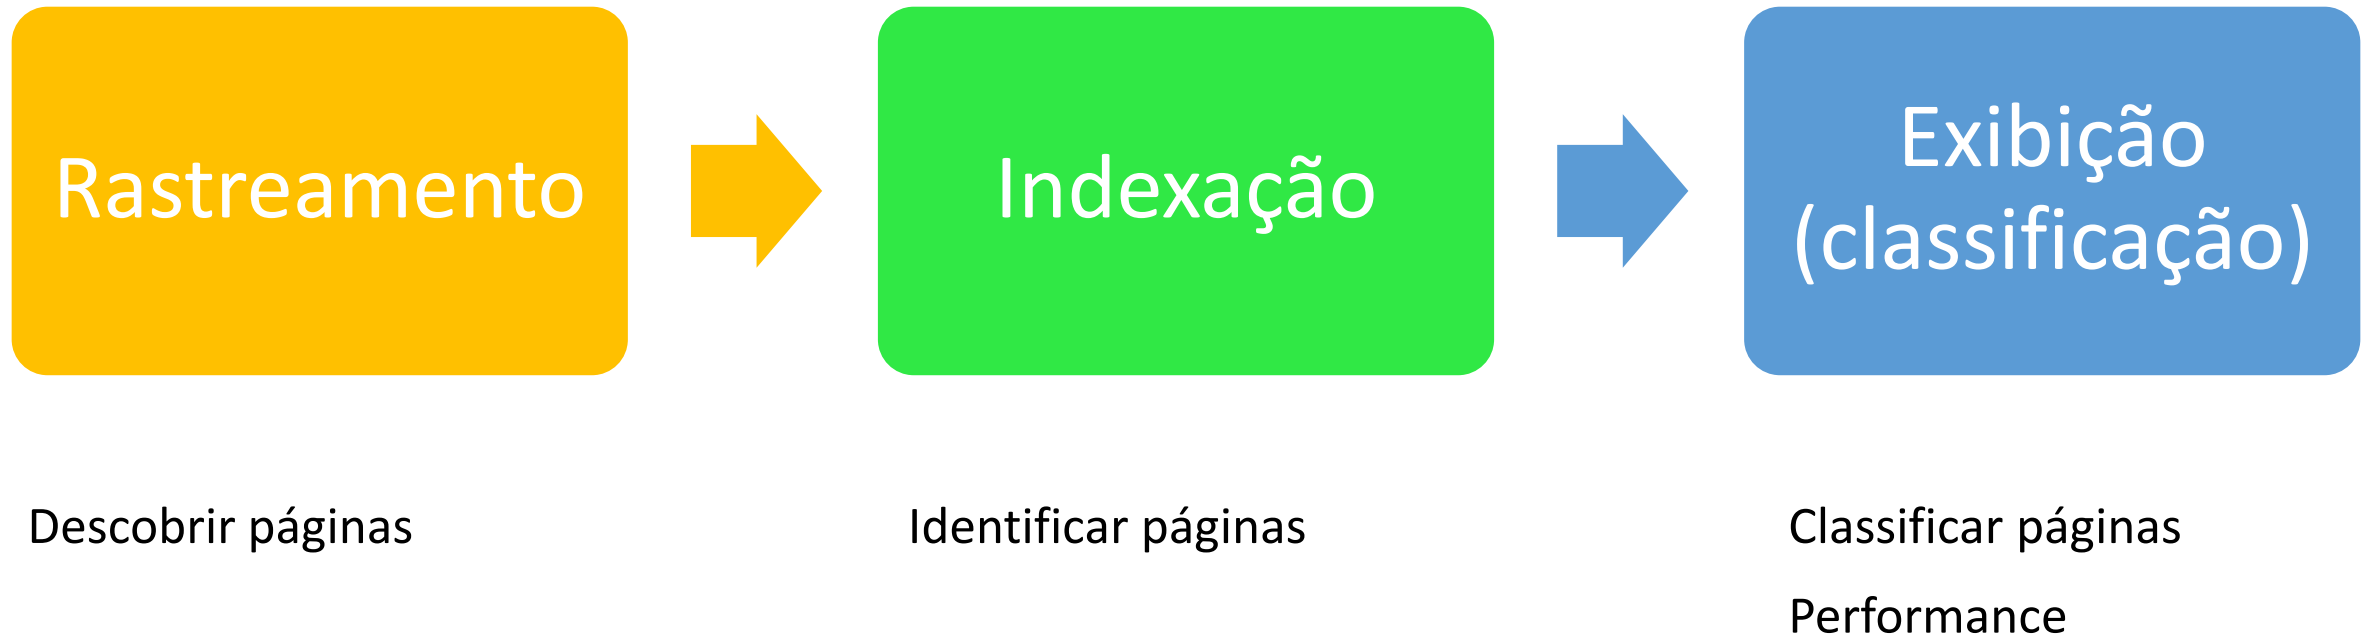 Rastreamento
Indexação
Exibição
(classificação)
Descobrir páginas
Identificar páginas
Classificar páginas
Performance